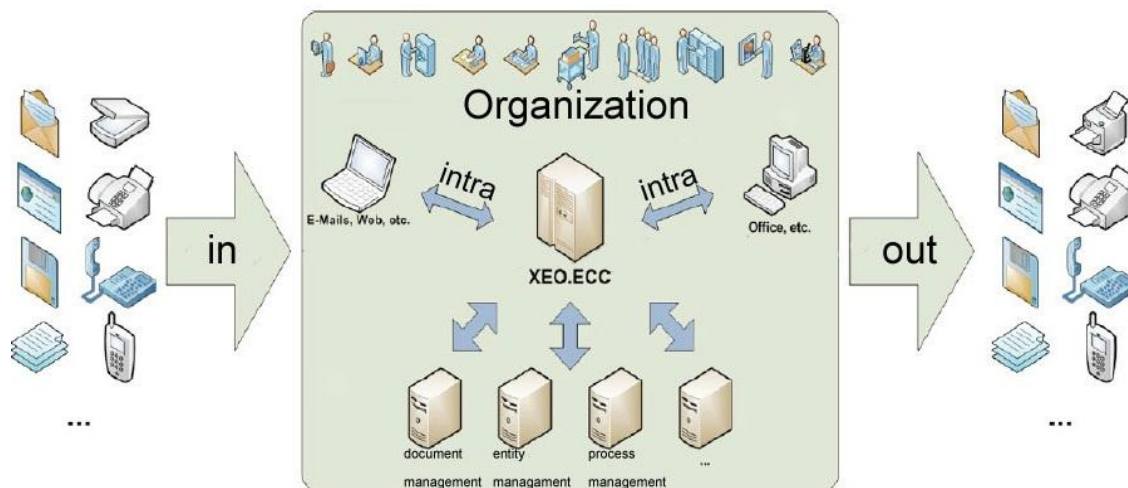 Organization
intra
intra
E-Mails, Web, etc.
Office, etc.
in
out
XEO.ECC
document entity process ...
management managament management
...
...